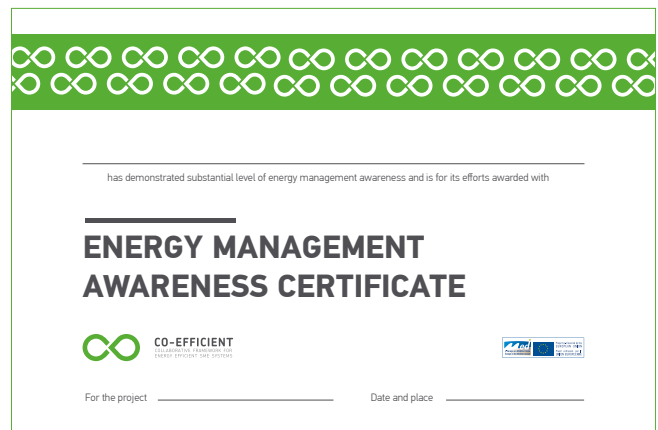 has demonstrated substantial level of energy management awareness and is for its efforts awarded with
ENERGY MANAGEMENT
AWARENESS CERTIFICATE
CO-EFFICIENT
COLLABORATIVE FRAMEWORK FOR
ENERGY EFFICIENT SME SYSTEMS
Med
For the project
Date and place